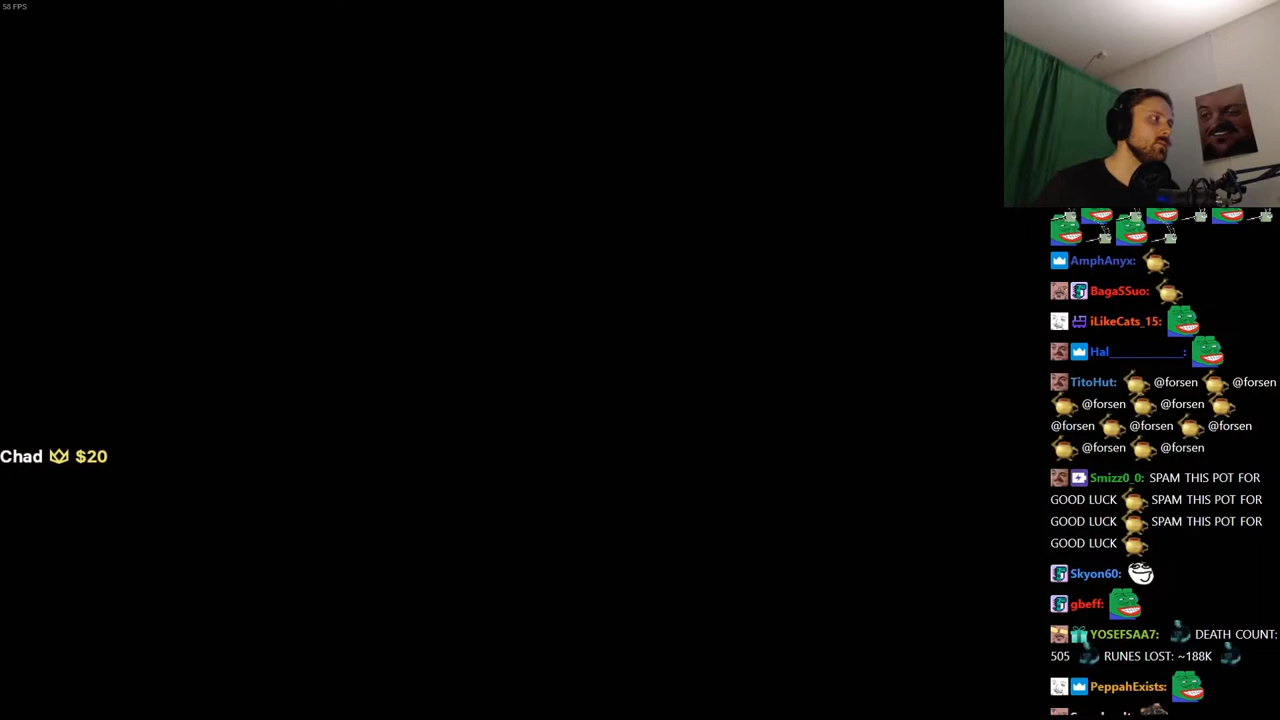 58 FPS
AmphAnyx:
BagaSSuo:
iLikeCats_15:
Hal____________:
TitoHut: @forsen @forsen
@forsen @forsen
@forsen @forsen @forsen
@forsen @forsen
Smizz0_0: SPAM THIS POT FOR
GOOD LUCK SPAM THIS POT FOR
GOOD LUCK SPAM THIS POT FOR
GOOD LUCK
Skyon60:
gbeff:
YOSEFSAA7: DEATH COUNT:
505 RUNES LOST: ~188K
PeppahExists:
Chad $20